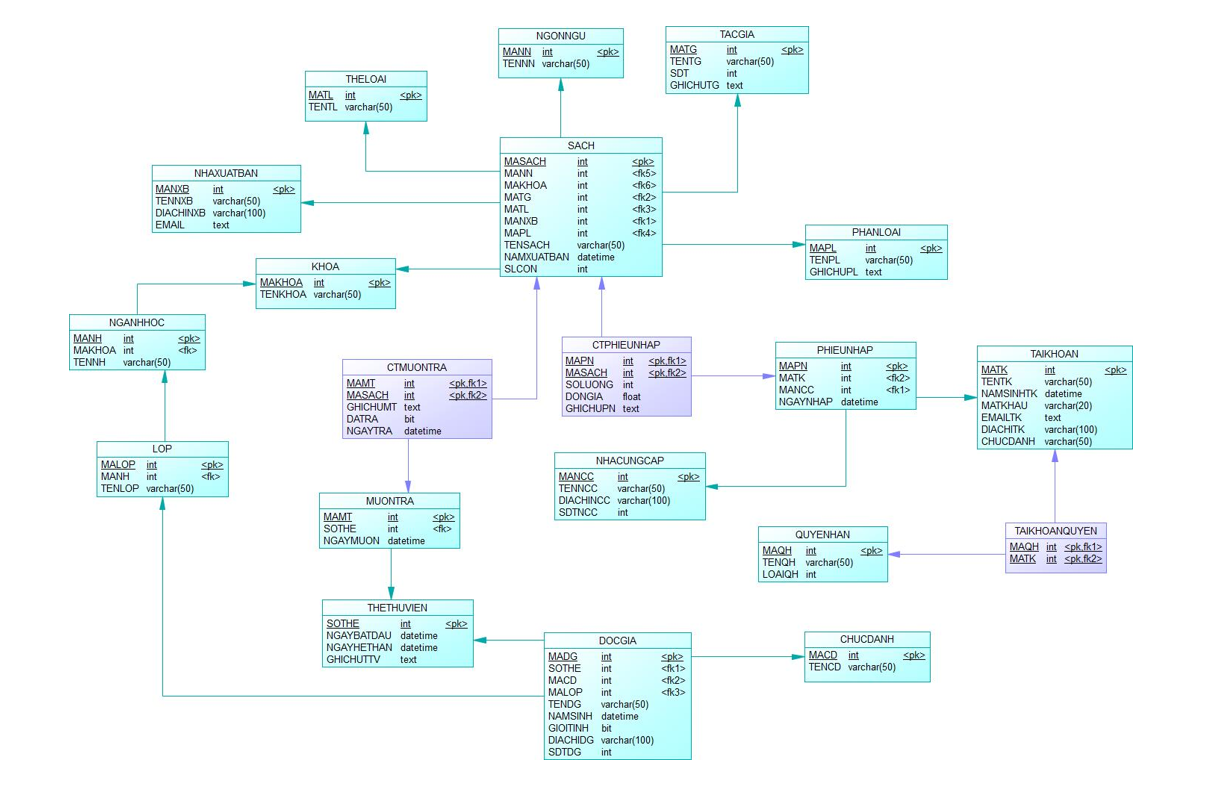 NGONNGU
MANN int <pk>
TENNN varchar(50)
TACGIA
MATG int <pk>
TENTG varchar(50)
SDT int
GHICHUTG text
THELOAI
MATL int <pk>
TENTL varchar(50)
SACH
MASACH int <pk>
MANN int <fk5>
MAKHOA int <fk6>
MATG int <fk2>
MATL int <fk3>
MANXB int <fk1>
MAPL int <fk4>
TENSACH varchar(50)
NAMXUATBAN datetime
SLCON int
NHAXUATBAN
MANXB int <pk>
TENNXB varchar(50)
DIACHINXB varchar(100)
EMAIL text
PHANLOAI
MAPL int <pk>
TENPL varchar(50)
GHICHUPL text
KHOA
MAKHOA int <pk>
TENKHOA varchar(50)
NGANHHOC
MANH int <pk>
MAKHOA int <fk>
TENNH varchar(50)
CTMUONTRA
MAMT int <pk,fk1>
MASACH int <pk,fk2>
GHICHUMT text
DATRA bit
NGAYTRA datetime
CTPHIEUNHAP
MAPN int <pk,fk1>
MASACH int <pk,fk2>
SOLUONG int
DONGIA float
GHICHUPN text
PHIEUNHAP
MAPN int <pk>
MATK int <fk2>
MANCC int <fk1>
NGAYNHAP datetime
TAIKHOAN
MATK int <pk>
TENTK varchar(50)
NAMSINHTK datetime
MATKHAU varchar(20)
EMAILTK text
DIACHITK varchar(100)
CHUCDANH varchar(50)
LOP
MALOP int <pk>
MANH int <fk>
TENLOP varchar(50)
NHACUNGCAP
MANCC int <pk>
TENNCC varchar(50)
DIACHINCC varchar(100)
SDTNCC int
MUONTRA
MAMT int <pk>
SOTHE int <fk>
NGAYMUON datetime
QUYENHAN
MAQH int <pk>
TENQH varchar(50)
LOAIQH int
TAIKHOANQUYEN
MAQH int <pk,fk1>
MATK int <pk,fk2>
THETHUVIEN
SOTHE int <pk>
NGAYBATDAU datetime
NGAYHETHAN datetime
GHICHUTTV text
DOCGIA
MADG int <pk>
SOTHE int <fk1>
MACD int <fk2>
MALOP int <fk3>
TENDG varchar(50)
NAMSINH datetime
GIOITINH bit
DIACHIDG varchar(100)
SDTDG int
CHUCDANH
MACD int <pk>
TENCD varchar(50)